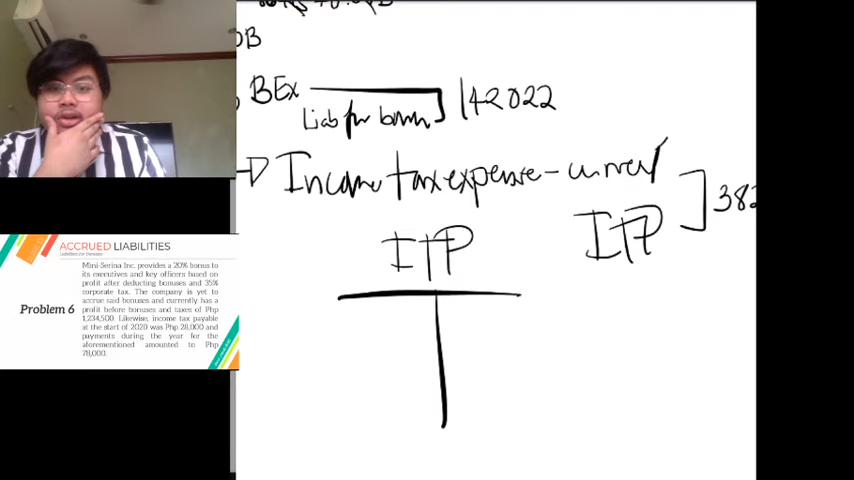 OB
BEx
Liab for bonus
142022
Income tax expense - current
382
ITP
ITP
ACCRUED LIABILITIES
Liabilities for Bonuses
Problem 6
Mini-Serina Inc. provides a 20% bonus to
its executives and key officers based on
profit after deducting bonuses and 35%
corporate tax. The company is yet to
accrue said bonuses and currently has a
profit before bonuses and taxes of Php
1,234,500. Likewise, income tax payable
at the start of 2020 was Php 28,000 and
payments during the year for the
aforementioned amounted to Php
78,000.